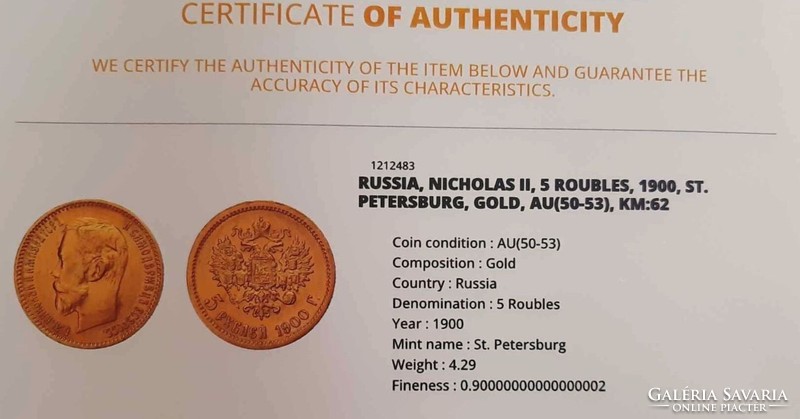 CERTIFICATE OF AUTHENTICITY
WE CERTIFY THE AUTHENTICITY OF THE ITEM BELOW AND GUARANTEE THE
ACCURACY OF ITS CHARACTERISTICS.
1212483
RUSSIA, NICHOLAS II, 5 ROUBLES, 1900, ST.
PETERSBURG, GOLD, AU(50-53), KM:62
Coin condition : AU(50-53)
Composition : Gold
Country : Russia
Denomination : 5 Roubles
Year : 1900
Mint name : St. Petersburg
Weight : 4.29
Fineness : 0.90000000000000002
5 РУБЛЕЙ 1900 Г.
GALÉRIA SAVARIA
ONLINE PIACTÉR